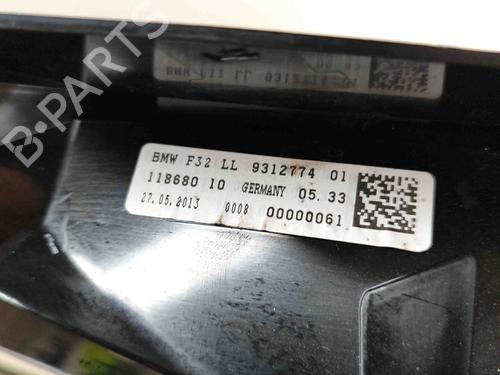 B-PARTS
BMW F32 LL 9312774 01
118680 10 GERMANY 05.33
27.05.2013 0008 00000061